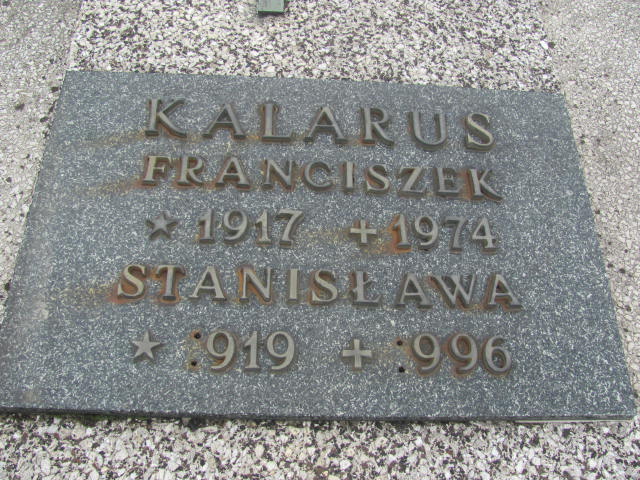 KALARUS
FRANCISZEK
★ 1917 + 1974
STANISŁAWA
★ 919 + 996